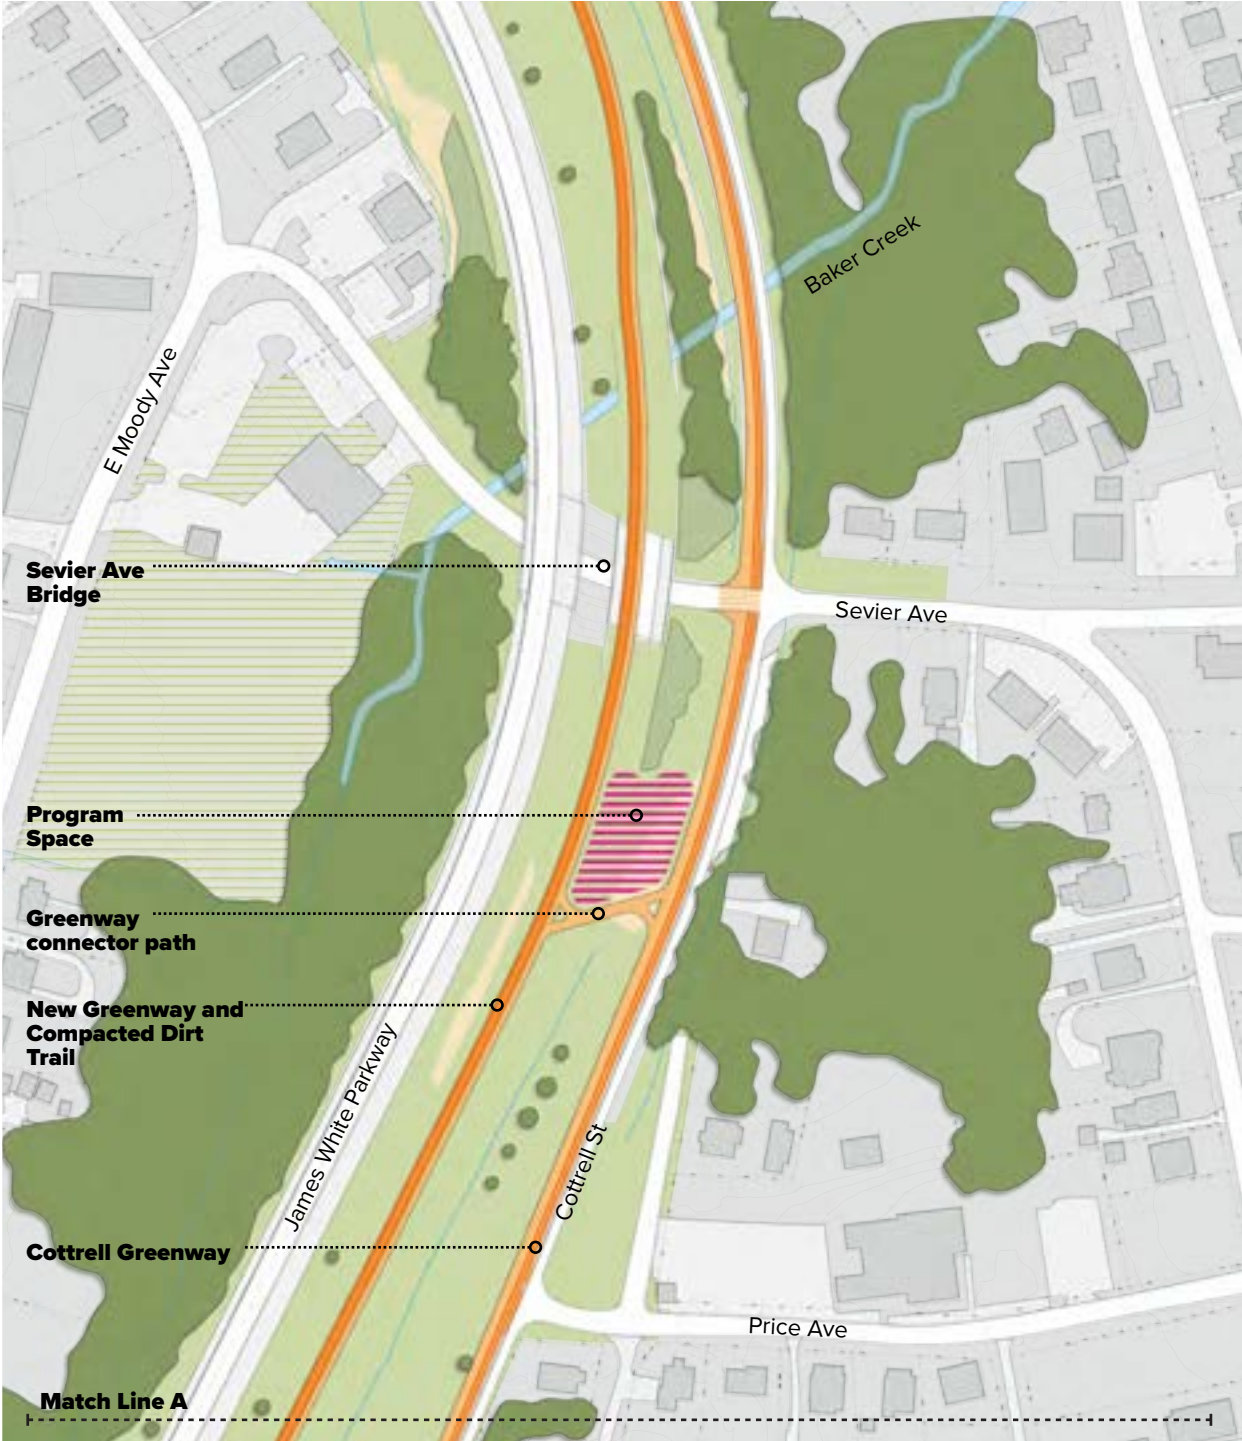 Baker Creek
E Moody Ave
Sevier Ave
Bridge
Sevier Ave
Program
Space
Greenway
connector path
New Greenway and
Compacted Dirt
Trail
James White Parkway
Cottrell St
Cottrell Greenway
Price Ave
Match Line A